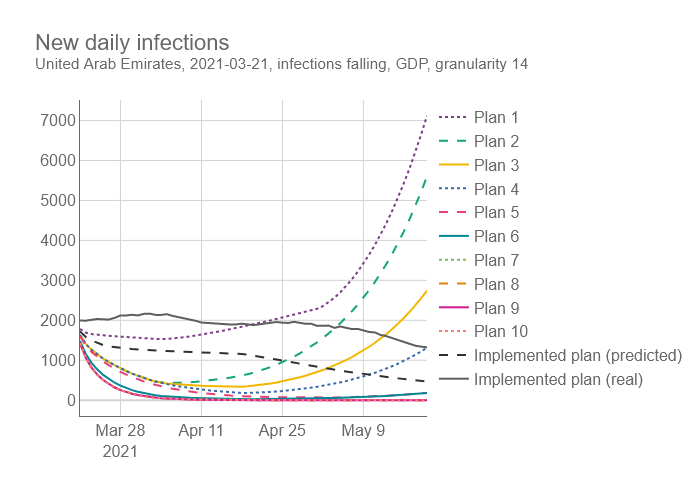 New daily infections
United Arab Emirates, 2021-03-21, infections falling, GDP, granularity 14
7000
6000
5000
4000
3000
2000
1000
0
Mar 28
2021
Apr 11
Apr 25
May 9
Plan 1
Plan 2
Plan 3
Plan 4
Plan 5
Plan 6
Plan 7
Plan 8
Plan 9
Plan 10
Implemented plan (predicted)
Implemented plan (real)